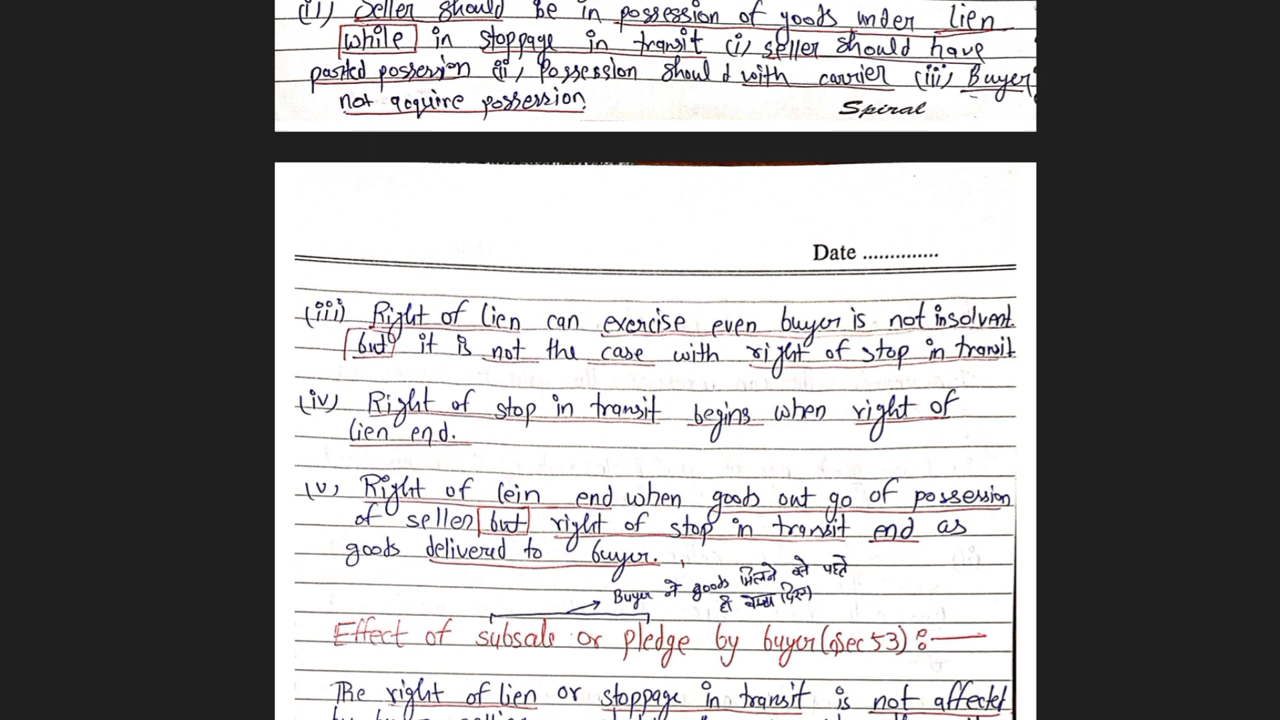 (ii) Seller should be in possession of goods under lien
while in stoppage in transit (i) seller should have
parted possession (ii) possession should with carrier (iii) Buyer
not acquire possession.
Spiral
Date ..............
(iii) Right of lien can exercise even buyer is not insolvent
but it is not the case with right of stop in transit
(iv) Right of stop in transit begins when right of
lien end.
(v) Right of lein end when goods out go of possession
of seller but right of stop in transit end as
goods delivered to buyer.
Buyer ने goods मिलने से पहले
ही बेच दिया
Effect of subsale or pledge by buyer (Sec 53) :-
The right of lien or stoppage in transit is not affected